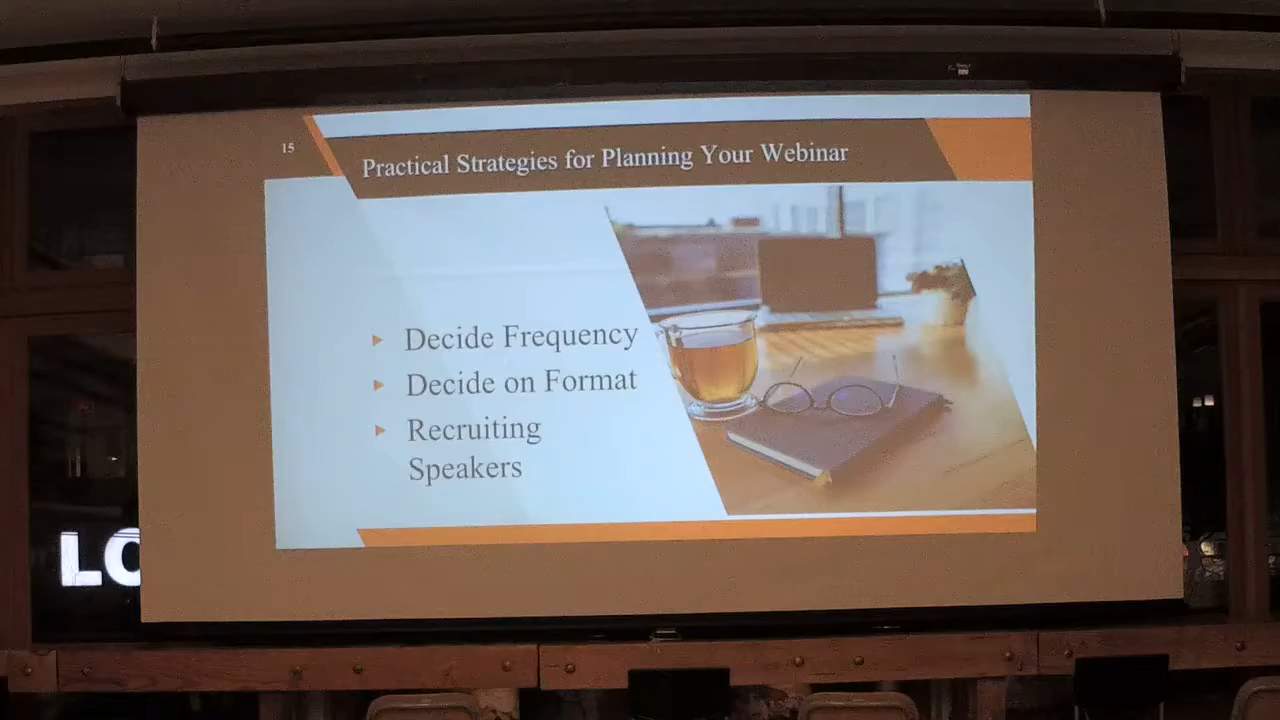 15
Practical Strategies for Planning Your Webinar
Decide Frequency
Decide on Format
Recruiting
Speakers
LO